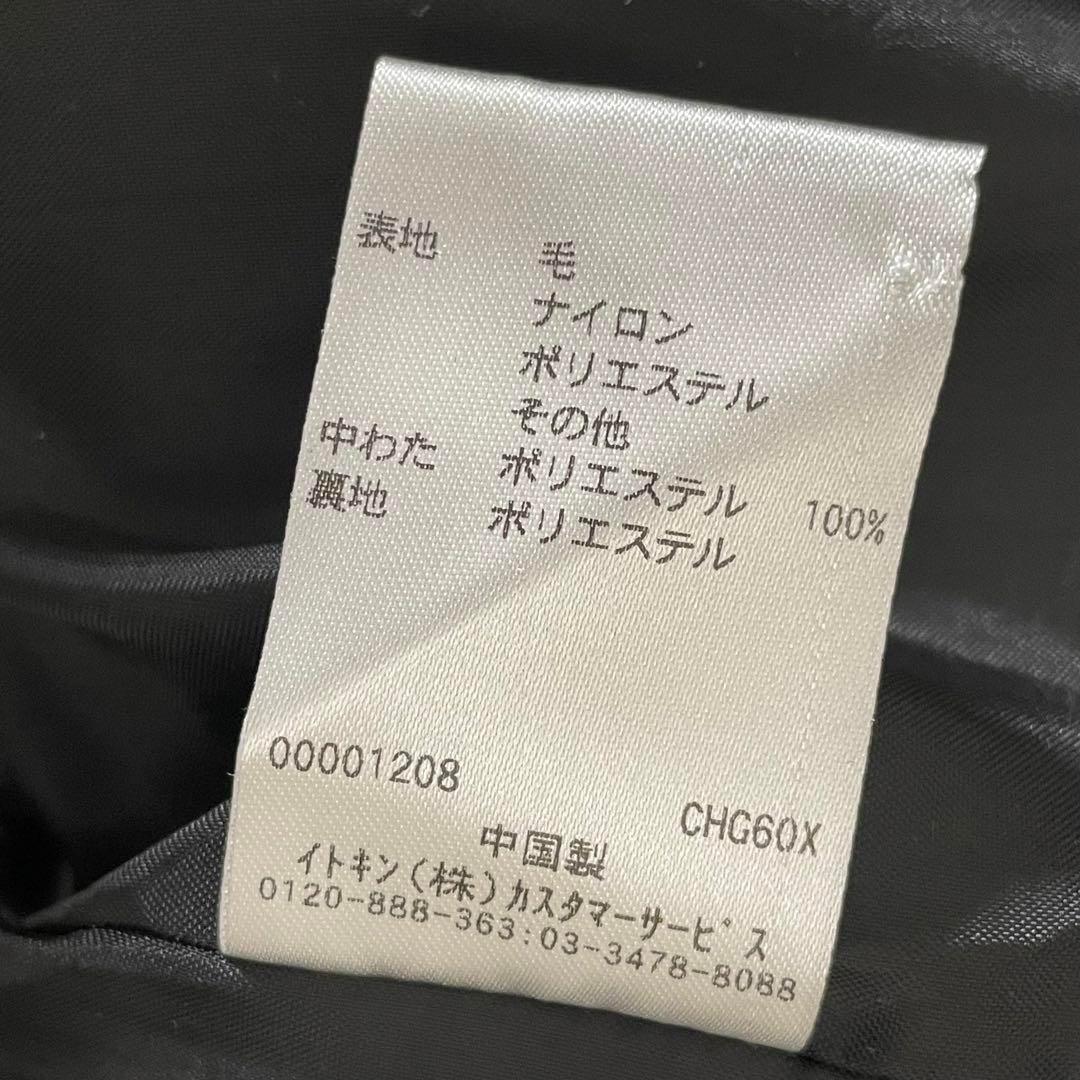 表地 毛
ナイロン
ポリエステル
その他
中わた ポリエステル 100%
裏地 ポリエステル
00001208
CHG60X
中国製
イトキン(株)カスタマーサービス
0120-888-363:03-3478-8088